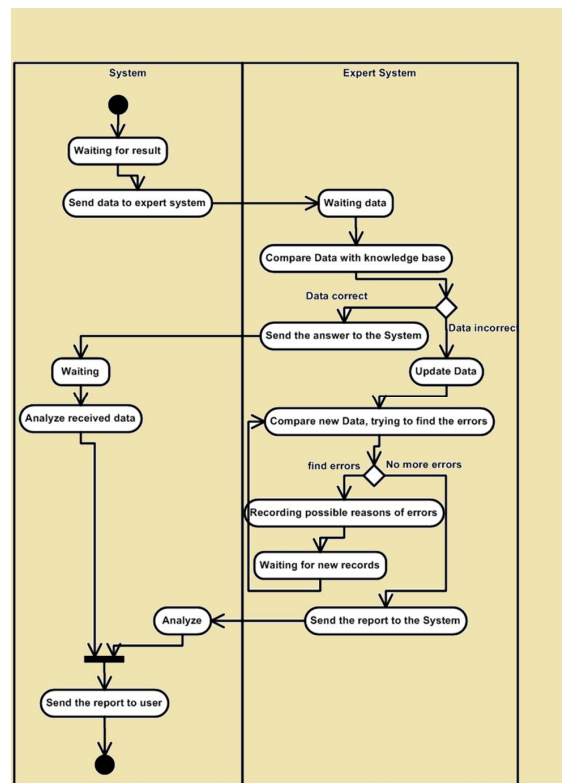 System
Expert System
Waiting for result
Send data to expert system
Waiting data
Compare Data with knowledge base
Data correct
Data incorrect
Send the answer to the System
Waiting
Update Data
Analyze received data
Compare new Data, trying to find the errors
find errors
No more errors
Recording possible reasons of errors
Waiting for new records
Analyze
Send the report to the System
Send the report to user